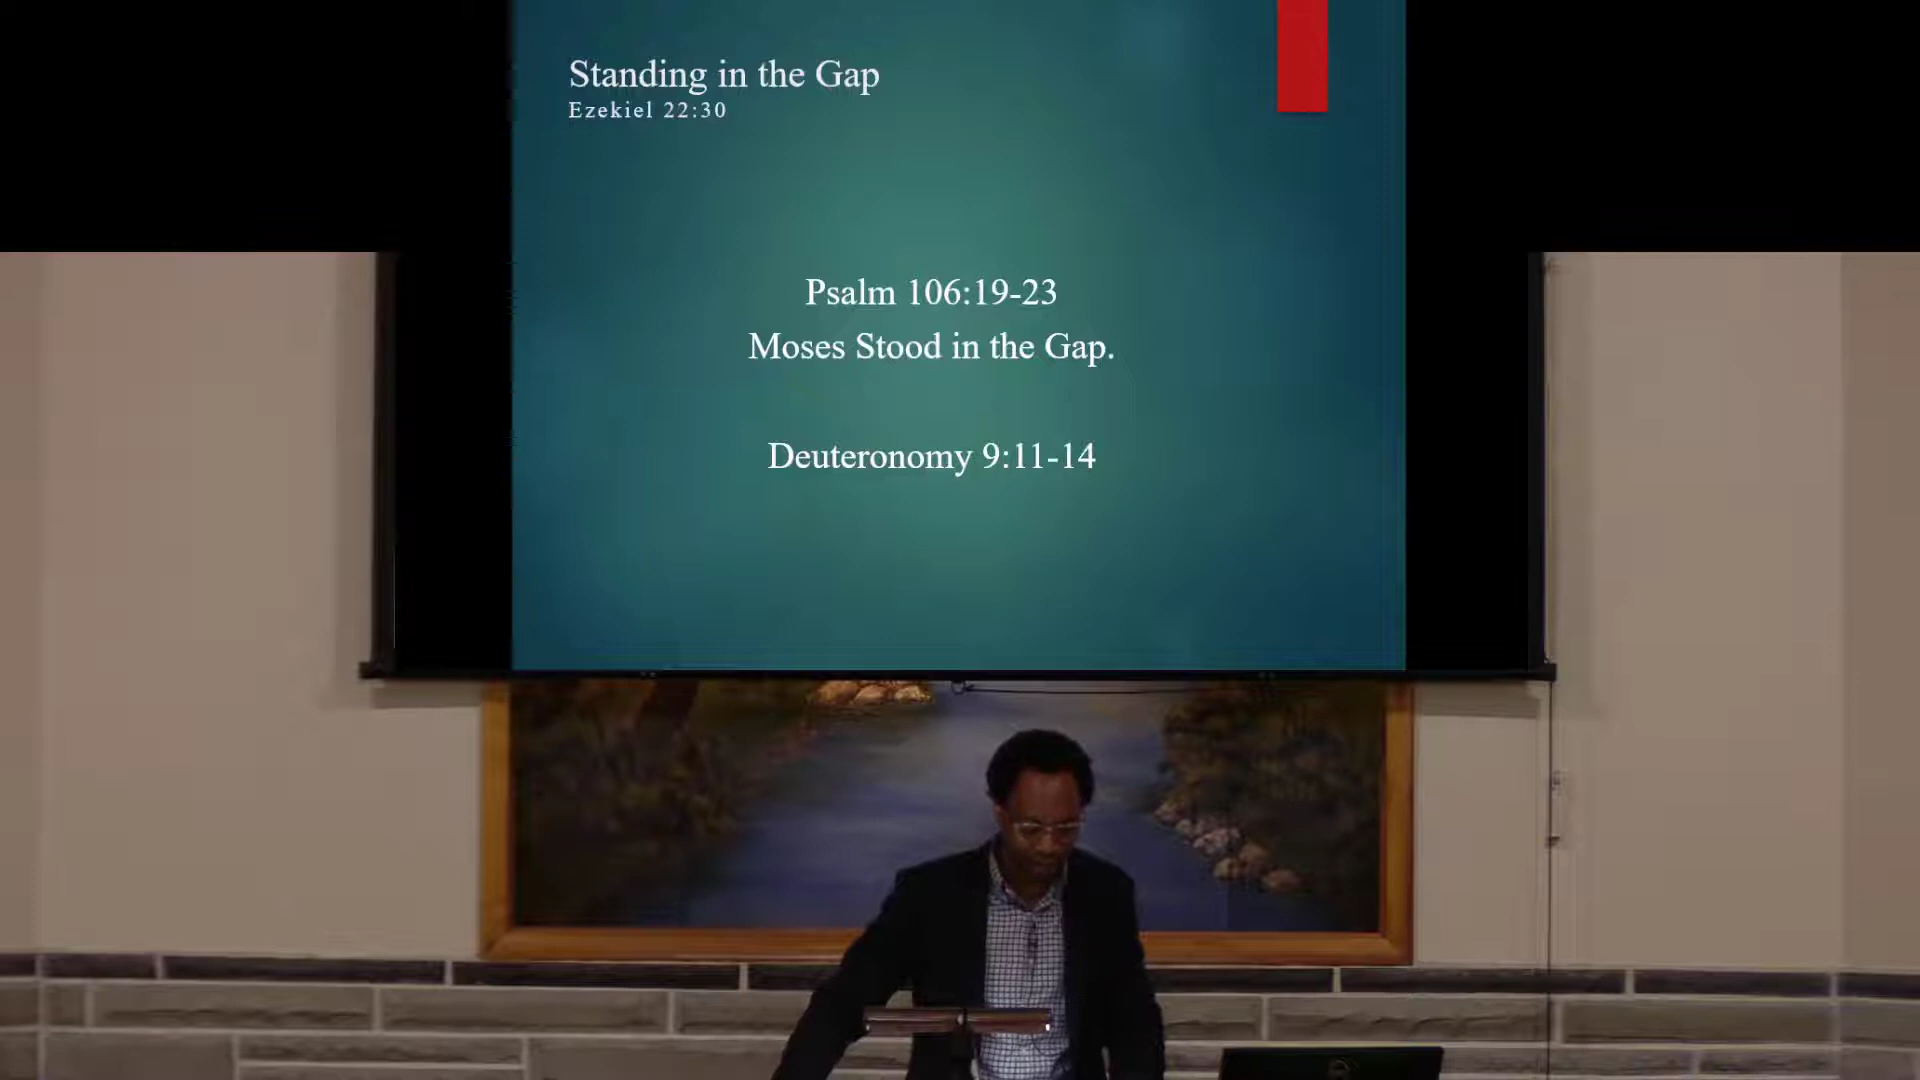 Standing in the Gap
Ezekiel 22:30
Psalm 106:19-23
Moses Stood in the Gap.
Deuteronomy 9:11-14